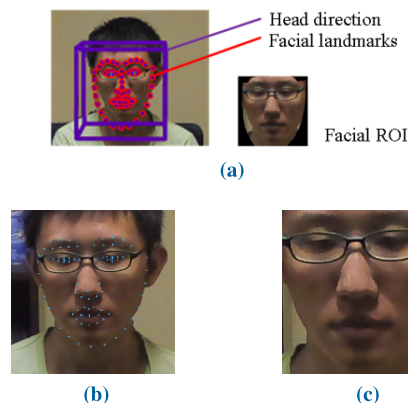 Head direction
Facial landmarks
Facial ROI
(a)
(b)
(c)